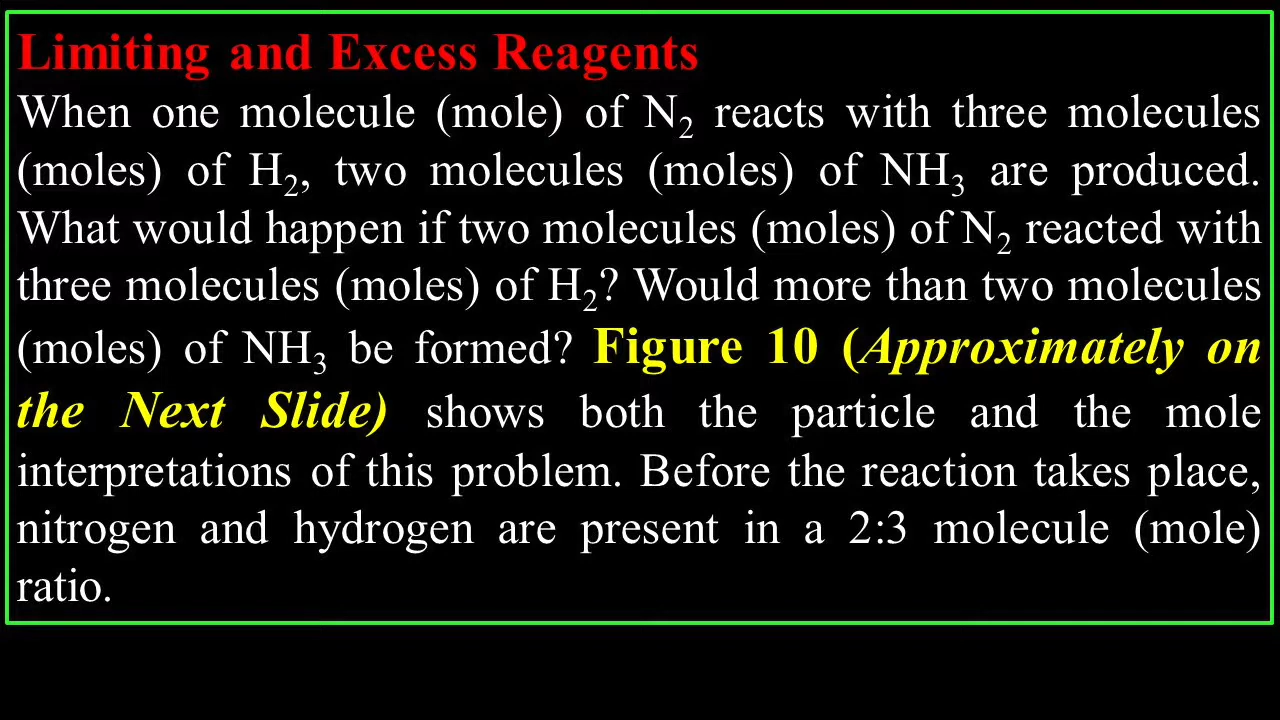 Limiting and Excess Reagents
When one molecule (mole) of N₂ reacts with three molecules
(moles) of H₂, two molecules (moles) of NH₃ are produced.
What would happen if two molecules (moles) of N₂ reacted with
three molecules (moles) of H₂? Would more than two molecules
(moles) of NH₃ be formed? Figure 10 (Approximately on
the Next Slide) shows both the particle and the mole
interpretations of this problem. Before the reaction takes place,
nitrogen and hydrogen are present in a 2:3 molecule (mole)
ratio.